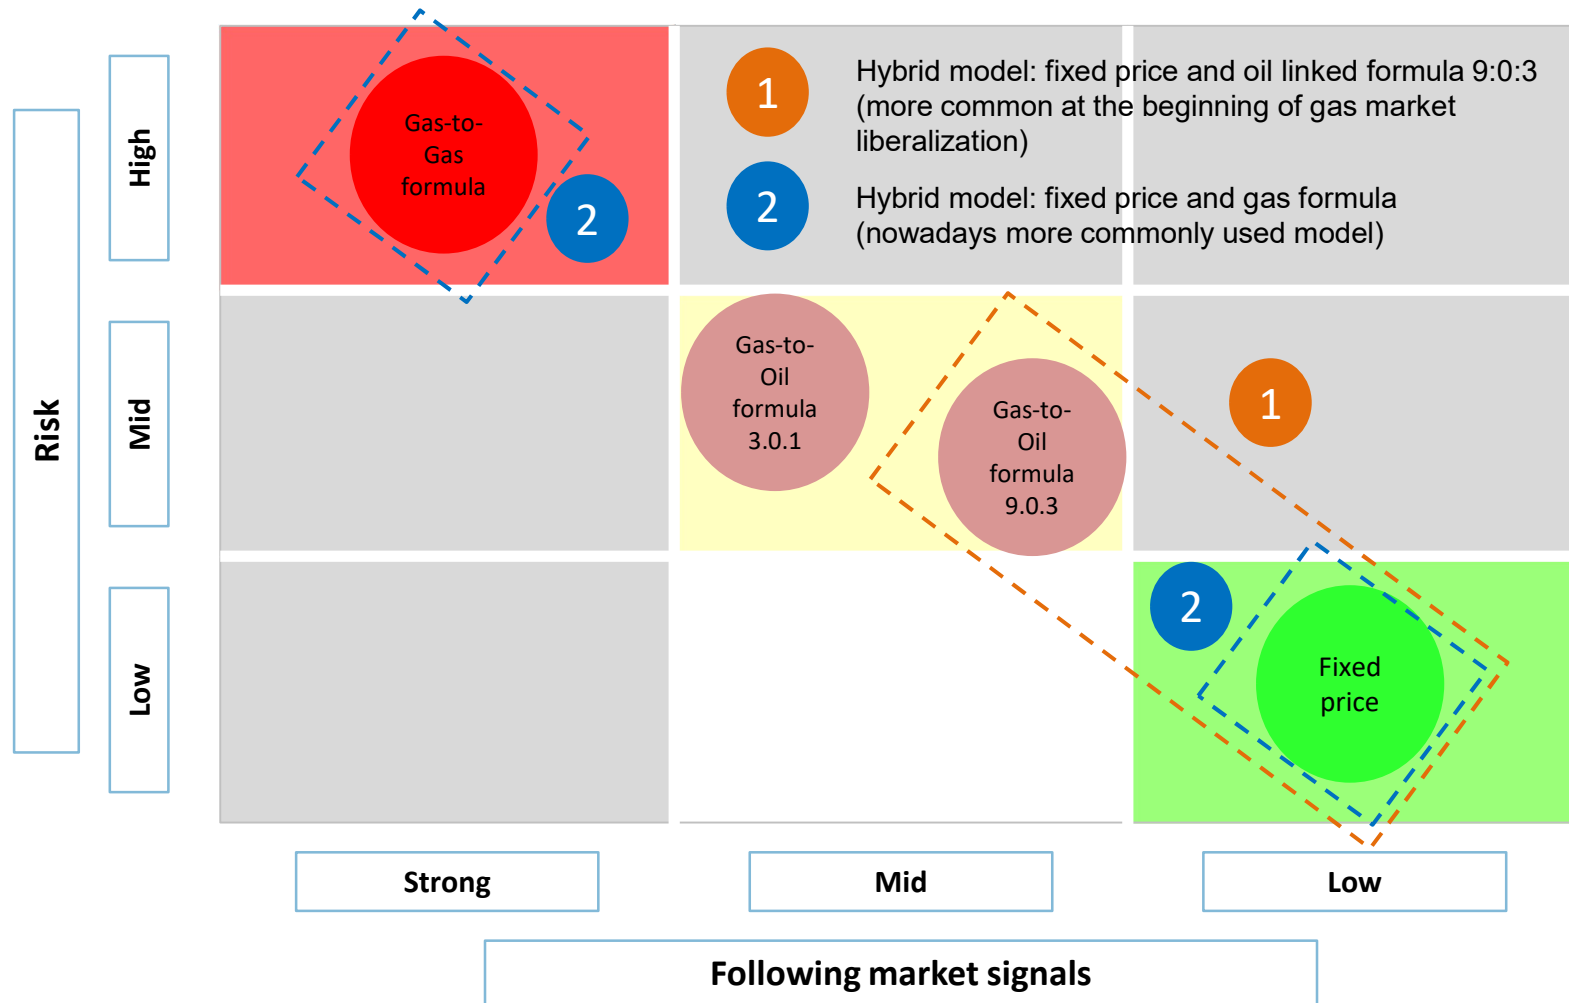 High
1
Hybrid model: fixed price and oil linked formula 9:0:3
(more common at the beginning of gas market
liberalization)
2
Hybrid model: fixed price and gas formula
(nowadays more commonly used model)
Gas-to-
Gas
formula
2
Risk
Mid
Gas-to-
Oil
formula
3.0.1
Gas-to-
Oil
formula
9.0.3
1
Low
2
Fixed
price
Strong
Mid
Low
Following market signals